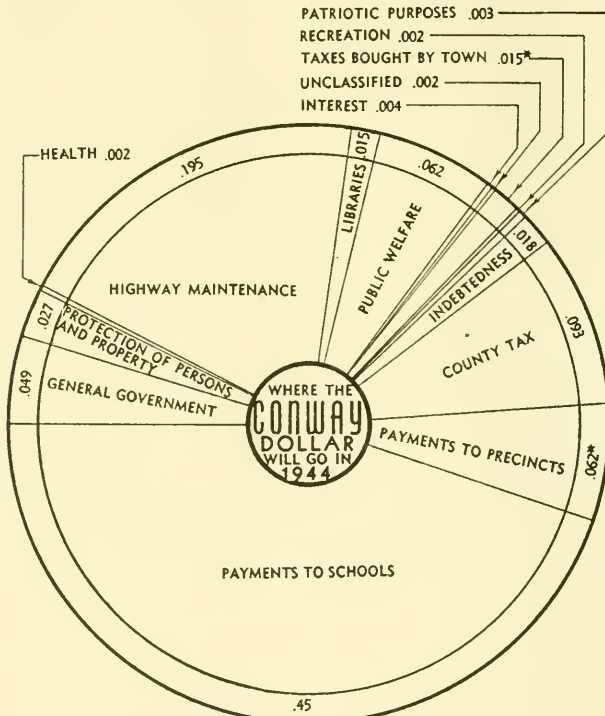 PATRIOTIC PURPOSES .003
RECREATION .002
TAXES BOUGHT BY TOWN .015*
UNCLASSIFIED .002
INTEREST .004
HEALTH .002
.195
LIBRARIES .015
.062
PUBLIC WELFARE
.018
INDEBTEDNESS
.093
COUNTY TAX
HIGHWAY MAINTENANCE
.027
PROTECTION OF PERSONS
AND PROPERTY
.049
GENERAL GOVERNMENT
WHERE THE
CONWAY
DOLLAR
WILL GO IN
1944
PAYMENTS TO PRECINCTS
.062**
PAYMENTS TO SCHOOLS
.45